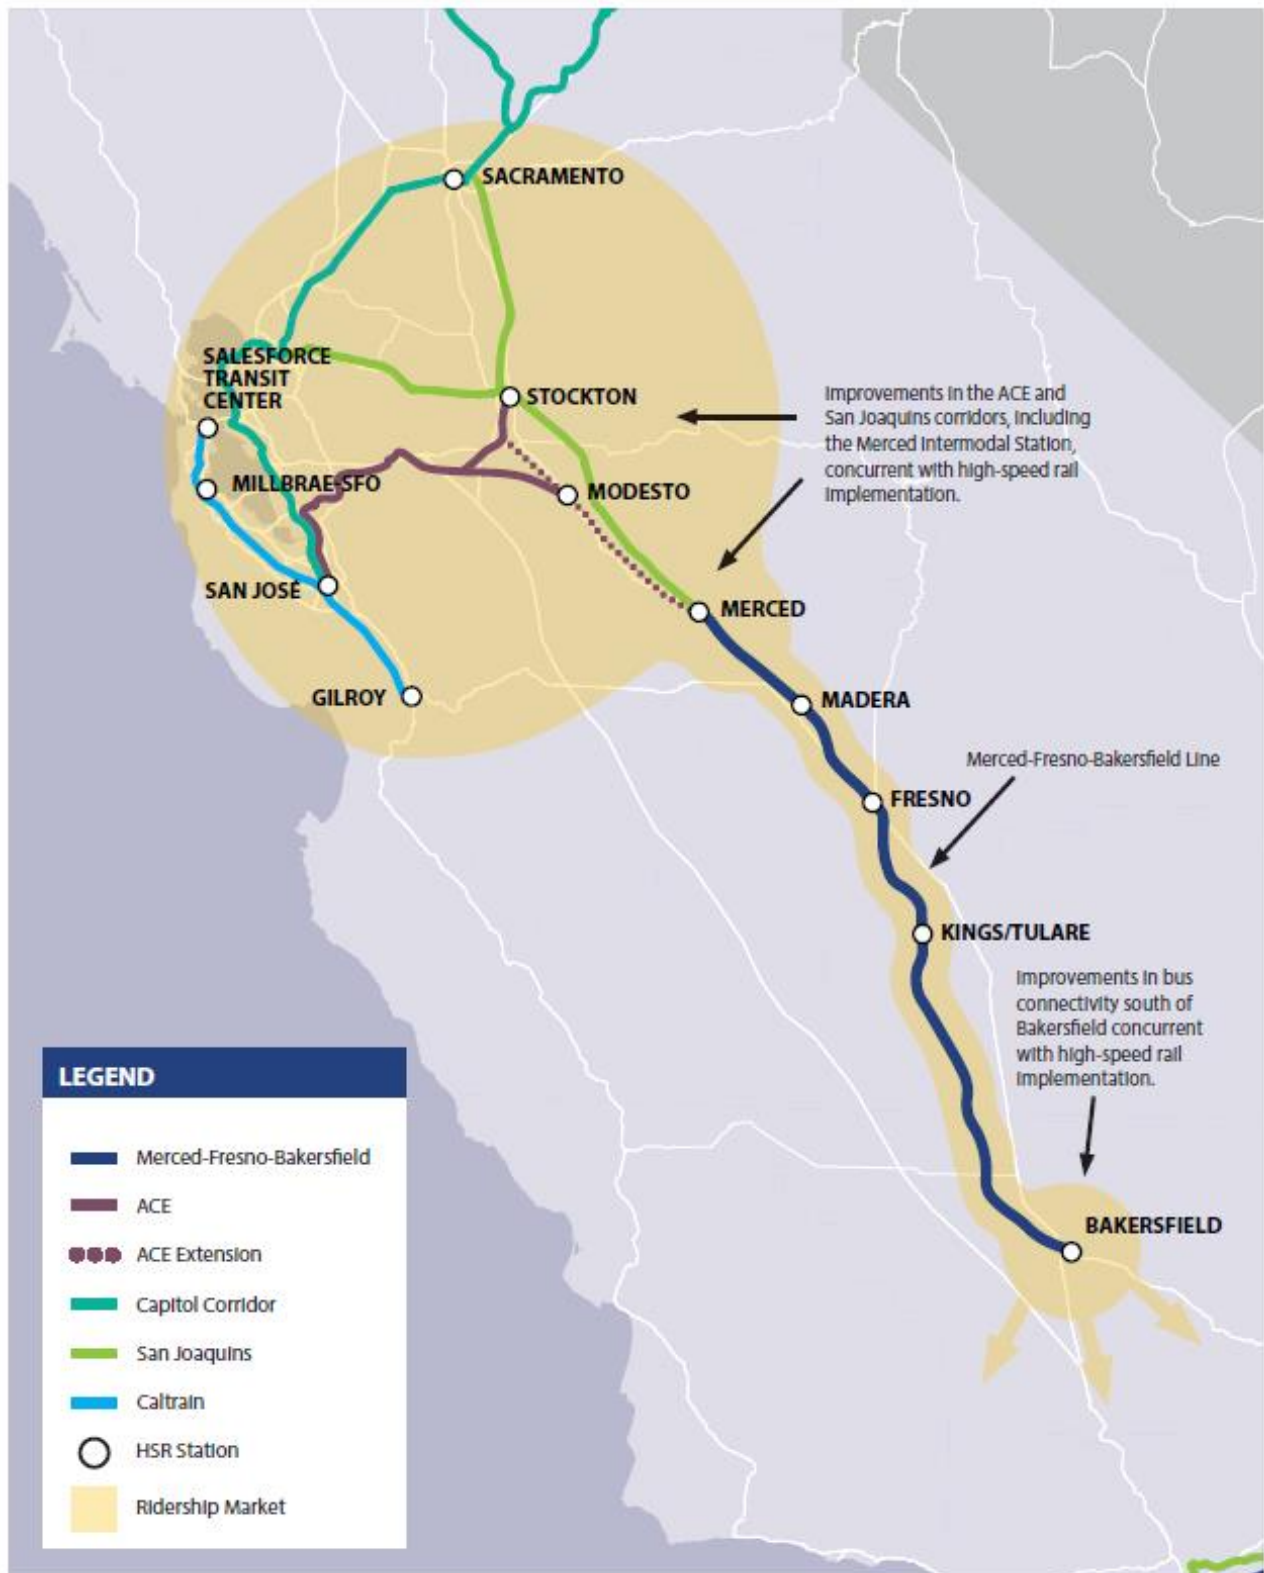 SACRAMENTO
SALESFORCE
TRANSIT
CENTER
STOCKTON
Improvements in the ACE and
San Joaquins corridors, including
the Merced Intermodal Station,
concurrent with high-speed rail
implementation.
MILLBRAE-SFO
MODESTO
SAN JOSÉ
MERCED
GILROY
MADERA
Merced-Fresno-Bakersfield Line
FRESNO
KINGS/TULARE
Improvements in bus
connectivity south of
Bakersfield concurrent
with high-speed rail
implementation.
BAKERSFIELD
LEGEND
Merced-Fresno-Bakersfield
ACE
ACE Extension
Capitol Corridor
San Joaquins
Caltrain
HSR Station
Ridership Market